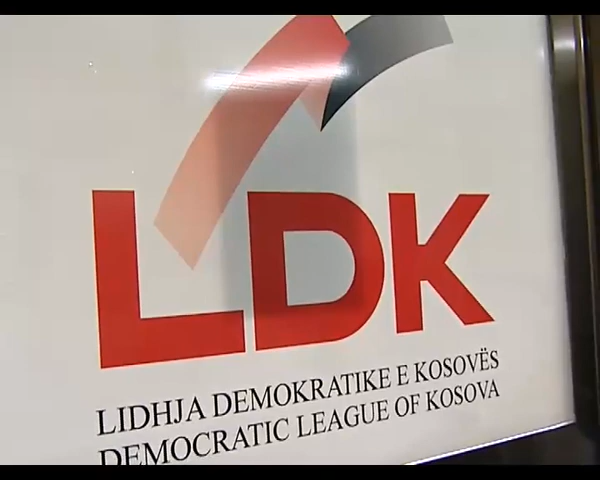 LDK
LIDHJA DEMOKRATIKE E KOSOVËS
DEMOCRATIC LEAGUE OF KOSOVA